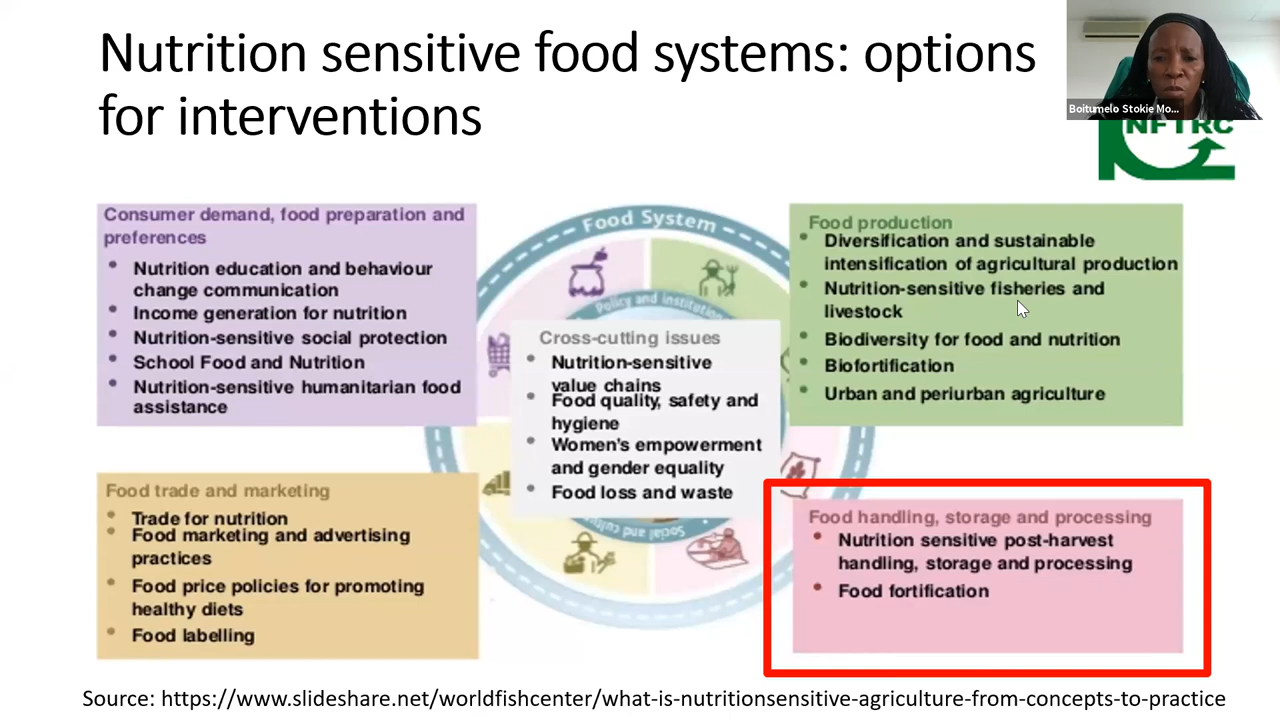 Nutrition sensitive food systems: options
for interventions
Boitumelo Stokie Mo...
NFTRC
Consumer demand, food preparation and
preferences
• Nutrition education and behaviour
change communication
• Income generation for nutrition
• Nutrition-sensitive social protection
• School Food and Nutrition
• Nutrition-sensitive humanitarian food
assistance
Food System
Policy and institution
Cross-cutting issues
• Nutrition-sensitive
value chains
• Food quality, safety and
hygiene
• Women's empowerment
and gender equality
• Food loss and waste
Social and cultu
Food production
• Diversification and sustainable
intensification of agricultural production
• Nutrition-sensitive fisheries and
livestock
• Biodiversity for food and nutrition
• Biofortification
• Urban and periurban agriculture
Food trade and marketing
• Trade for nutrition
• Food marketing and advertising
practices
• Food price policies for promoting
healthy diets
• Food labelling
Food handling, storage and processing
• Nutrition sensitive post-harvest
handling, storage and processing
• Food fortification
Source: https://www.slideshare.net/worldfishcenter/what-is-nutritionsensitive-agriculture-from-concepts-to-practice